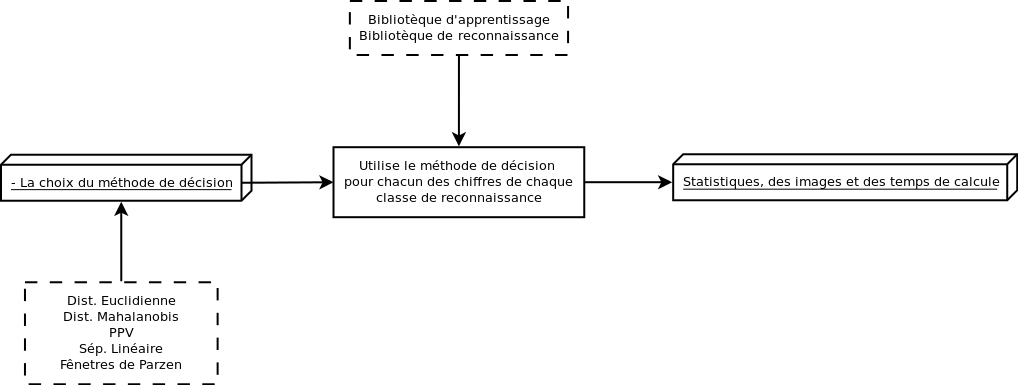 Bibliotèque d'apprentissage
Bibliotèque de reconnaissance
- La choix du méthode de décision
Utilise le méthode de décision
pour chacun des chiffres de chaque
classe de reconnaissance
Statistiques, des images et des temps de calcule
Dist. Euclidienne
Dist. Mahalanobis
PPV
Sép. Linéaire
Fênetres de Parzen